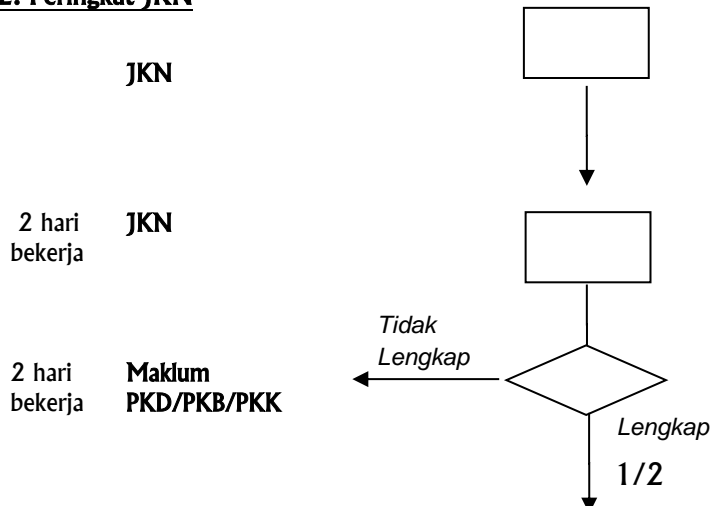 2. Peringkat JKN
JKN
2 hari
bekerja
JKN
Tidak
Lengkap
2 hari
bekerja
Maklum
PKD/PKB/PKK
Lengkap
1/2